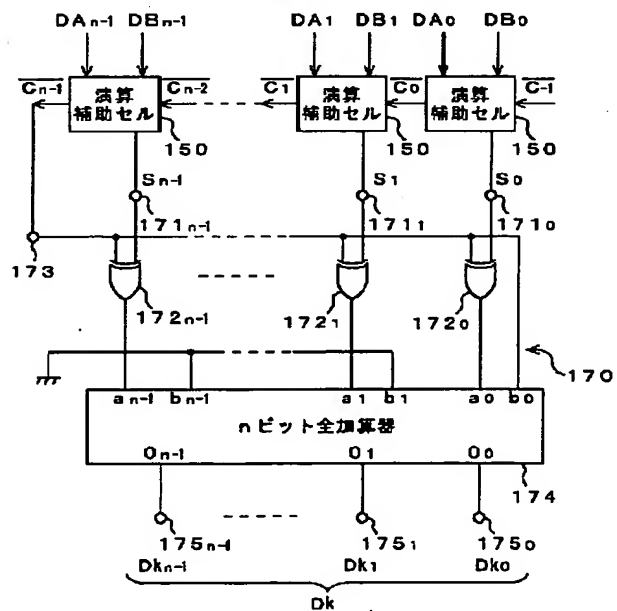 DAn-1 DBn-1 DA1 DB1 DA0 DB0
Cn-1 Cn-2 C1 C0 C-1
演算 演算 演算
補助セル 補助セル 補助セル
150 150 150
Sn-1 S1 S0
171n-1 1711 1710
173
172n-1 1721 1720
170
an-1 bn-1 a1 b1 a0 b0
nビット全加算器
On-1 O1 O0
174
175n-1 1751 1750
Dkn-1 Dk1 Dk0
Dk